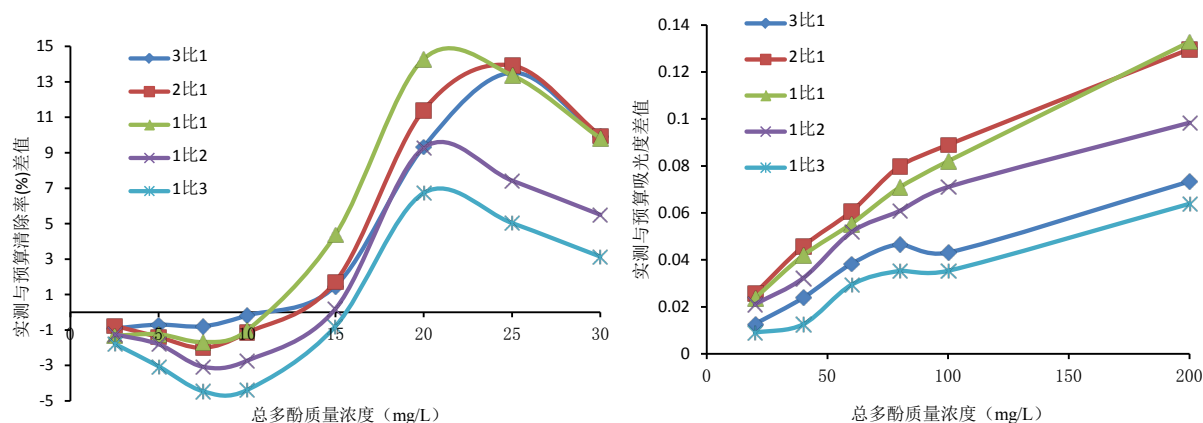 15
13
11
9
7
5
3
1
-1
-3
-5
实测与预算清除率(%)差值
3比1
2比1
1比1
1比2
1比3
0
5
10
15
20
25
30
总多酚质量浓度（mg/L）
0.14
0.12
0.1
0.08
0.06
0.04
0.02
0
实测与预算吸光度差值
3比1
2比1
1比1
1比2
1比3
0
50
100
150
200
总多酚质量浓度（mg/L）